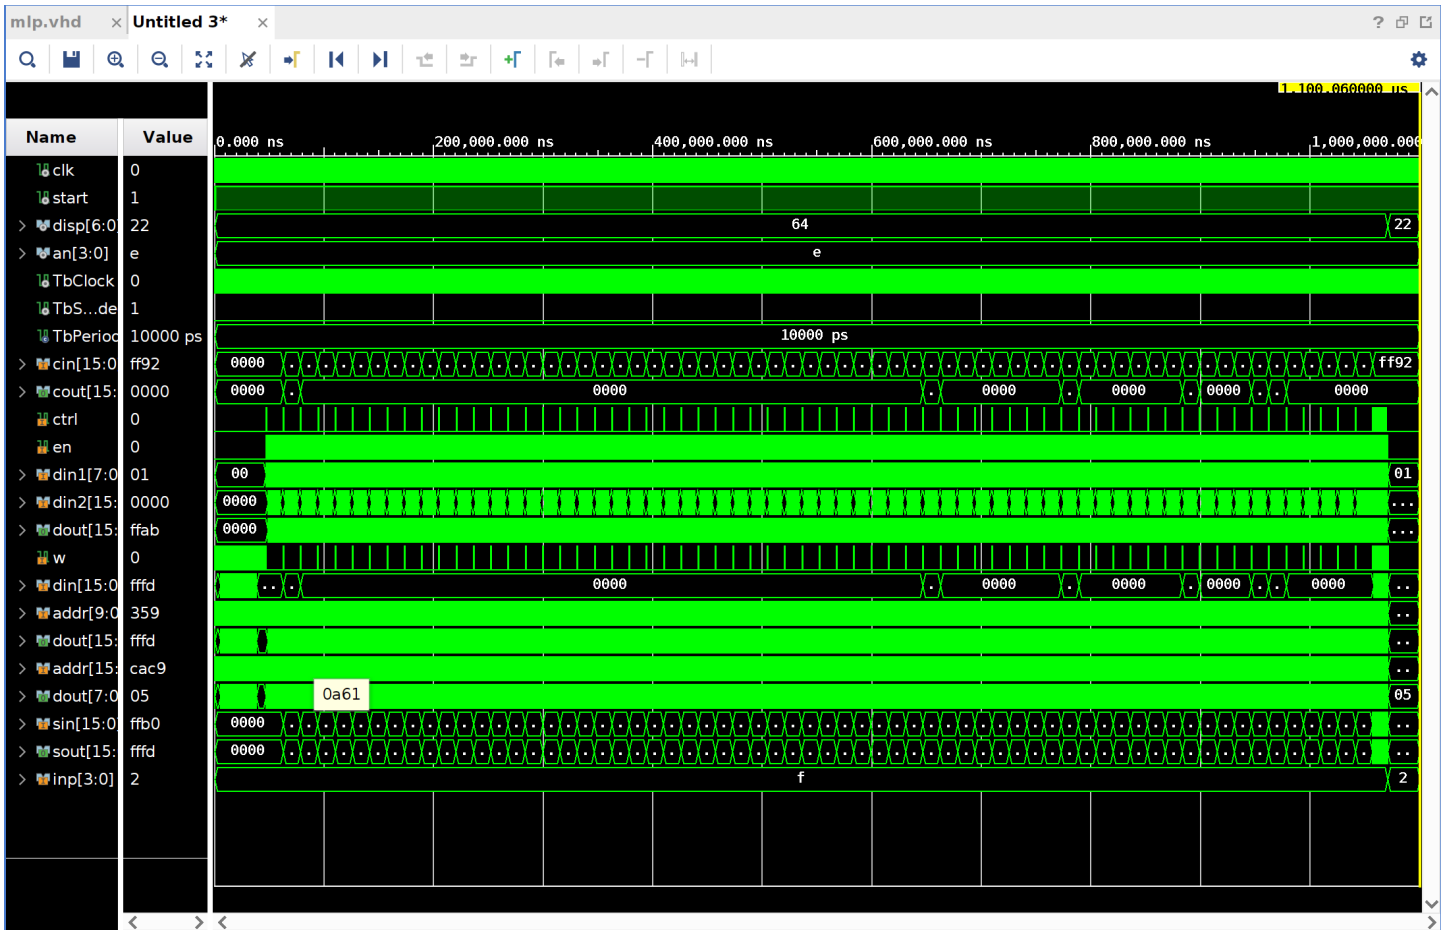 mlp.vhd × Untitled 3* ×
?
1,100.060000 us
Name Value
0.000 ns 200,000.000 ns 400,000.000 ns 600,000.000 ns 800,000.000 ns 1,000,000.000
clk 0
start 1
disp[6:0] 22 64 22
an[3:0] e e
TbClock 0
TbS...de 1
TbPerioc 10000 ps 10000 ps
cin[15:0 ff92 0000 ff92
cout[15: 0000 0000 . 0000 . 0000 . 0000 . 0000 . . 0000
ctrl 0
en 0
din1[7:0 01 00 01
din2[15: 0000 0000 ...
dout[15: ffab 0000 ...
w 0
din[15:0 fffd .. . 0000 . 0000 . 0000 . 0000 . . 0000 ..
addr[9:0 359 ..
dout[15: fffd ..
addr[15: cac9 ..
dout[7:0 05 0a61 05
sin[15:0 ffb0 0000 ..
sout[15: fffd 0000 ..
inp[3:0] 2 f 2